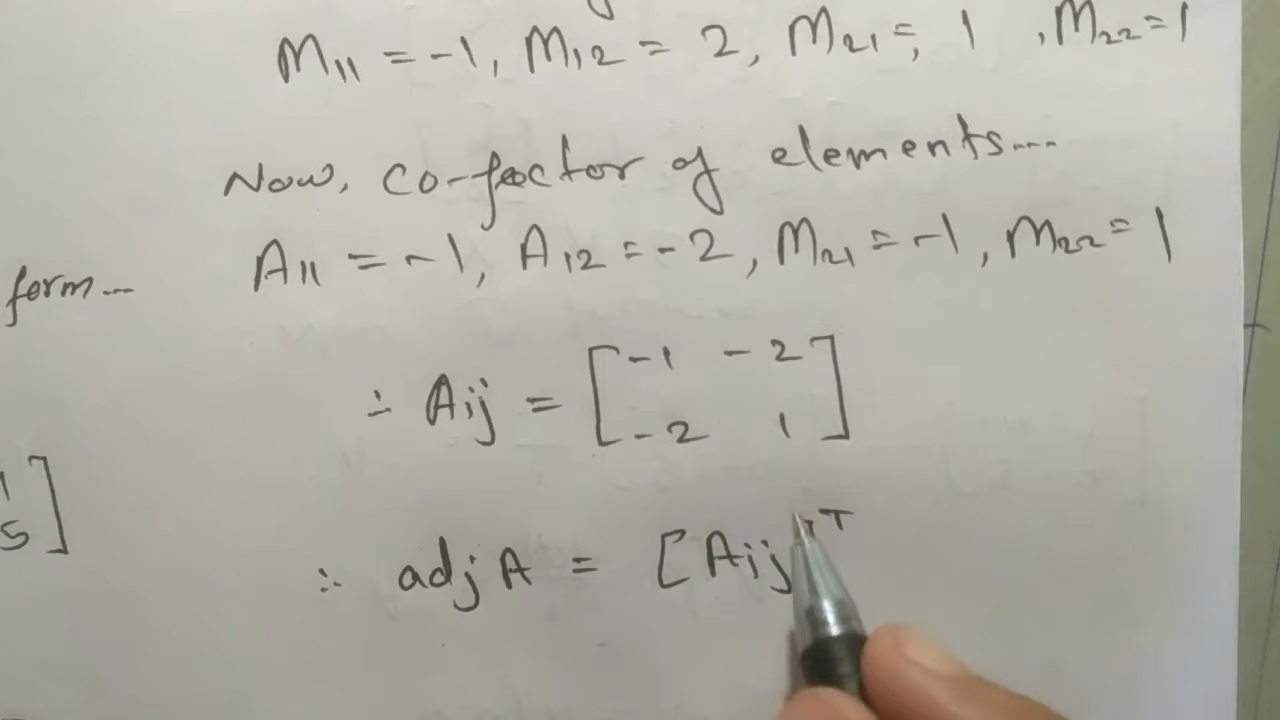 M11 = -1, M12 = 2, M21 = 1 , M22 = 1
Now, co-factor of elements...
A11 = -1, A12 = -2, M21 = -1, M22 = 1
form...
∴ Aij = [-1 -2
-2 1]
5]
∴ adj A = [Aij]T